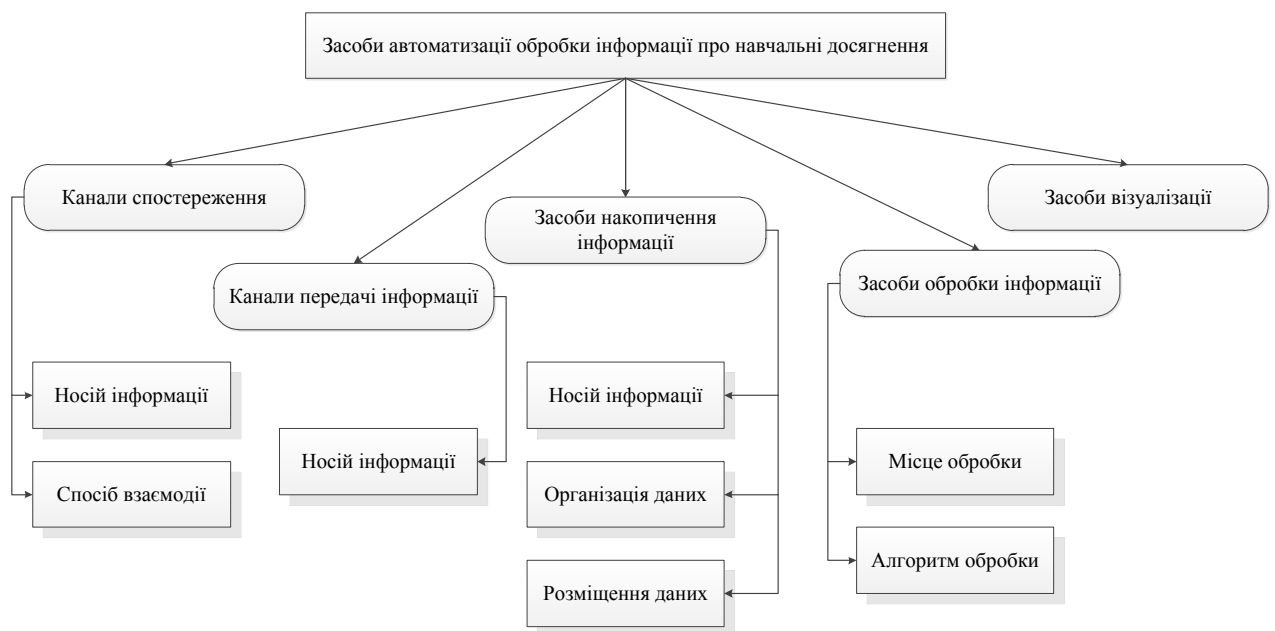 Засоби автоматизації обробки інформації про навчальні досягнення
Канали спостереження
Засоби візуалізації
Засоби накопичення
інформації
Засоби обробки інформації
Канали передачі інформації
Носій інформації
Носій інформації
Носій інформації
Місце обробки
Спосіб взаємодії
Організація даних
Алгоритм обробки
Розміщення даних